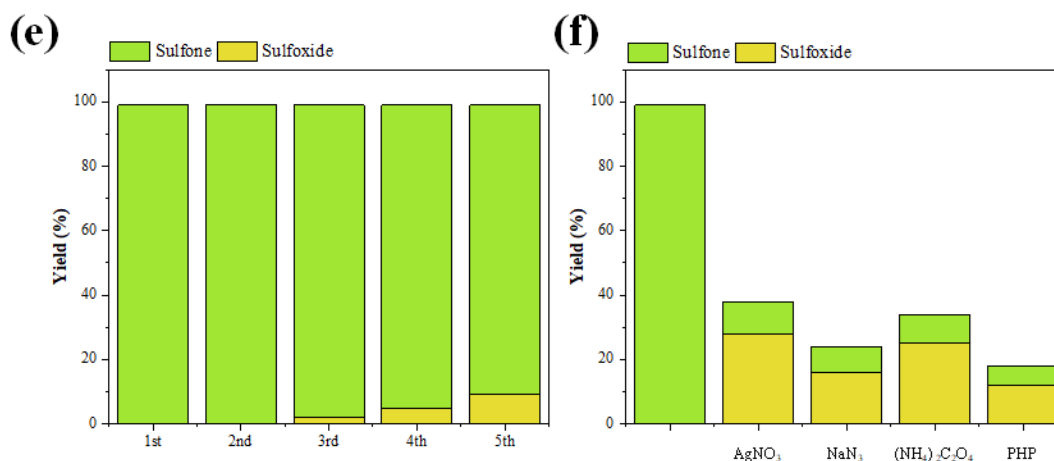 (e)
Sulfone Sulfoxide
Yield (%)
100
80
60
40
20
0
1st 2nd 3rd 4th 5th
(f)
Sulfone Sulfoxide
Yield (%)
100
80
60
40
20
0
AgNO₃ NaN₃ (NH₄)₂C₂O₄ PHP